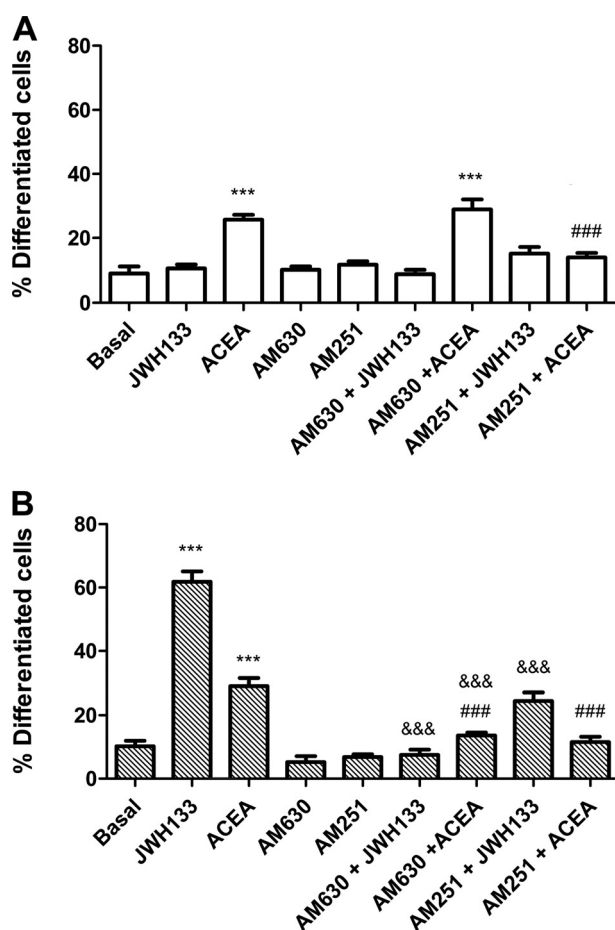 A
% Differentiated cells
80
60
40
20
0
***
***
###
Basal
JWH133
ACEA
AM630
AM251
AM630 + JWH133
AM630 +ACEA
AM251 + JWH133
AM251 + ACEA
B
% Differentiated cells
80
60
40
20
0
***
***
&&&
&&&
###
&&&
###
Basal
JWH133
ACEA
AM630
AM251
AM630 + JWH133
AM630 +ACEA
AM251 + JWH133
AM251 + ACEA